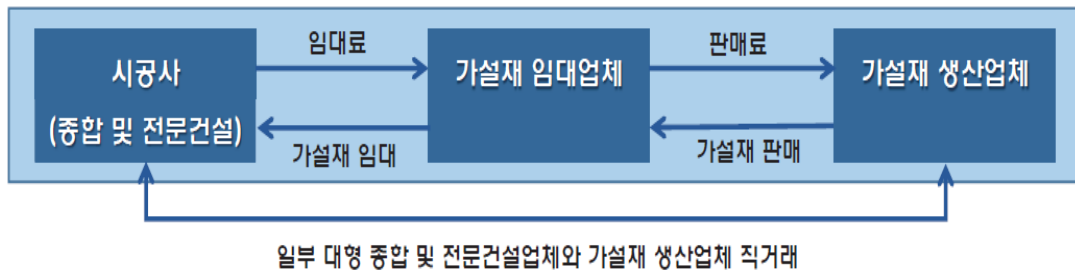 임대료
판매료
시공사
(종합 및 전문건설)
가설재 임대업체
가설재 생산업체
가설재 임대
가설재 판매
일부 대형 종합 및 전문건설업체와 가설재 생산업체 직거래